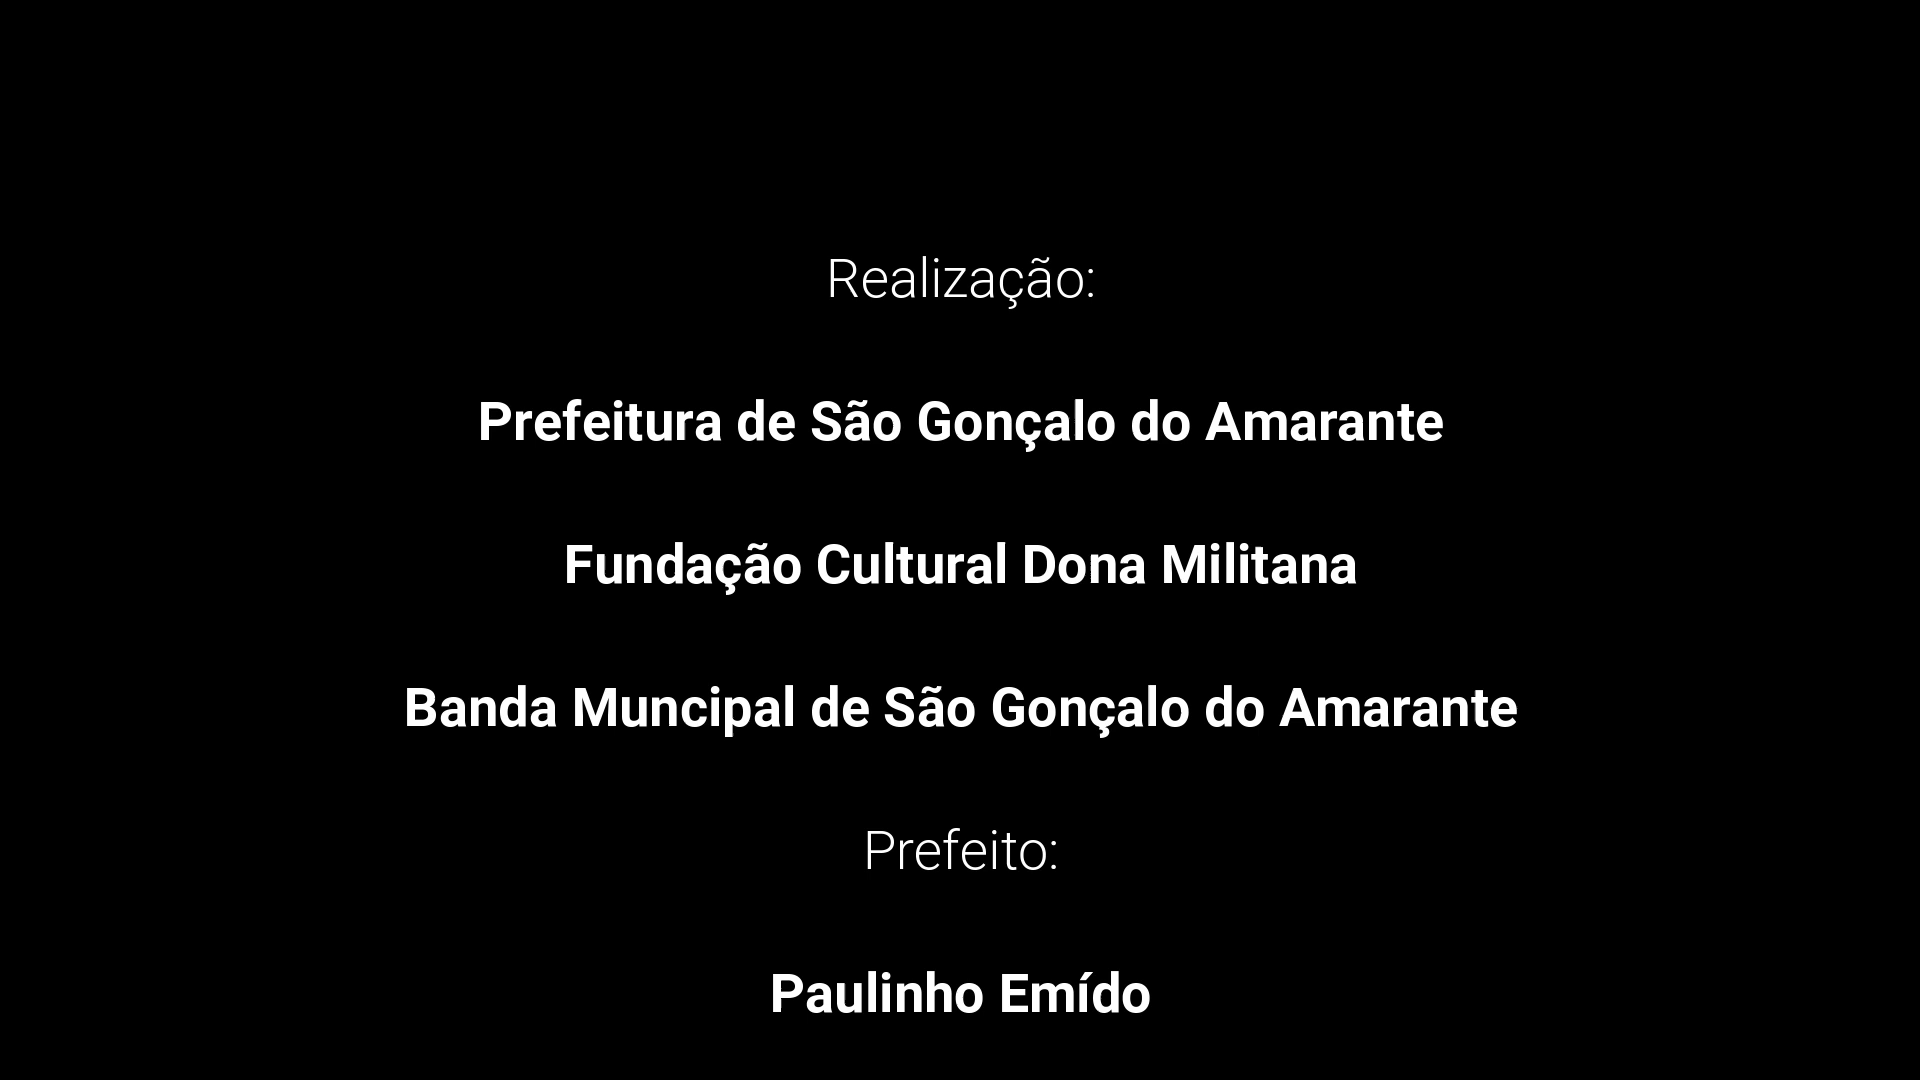 Realização:
Prefeitura de São Gonçalo do Amarante
Fundação Cultural Dona Militana
Banda Muncipal de São Gonçalo do Amarante
Prefeito:
Paulinho Emído